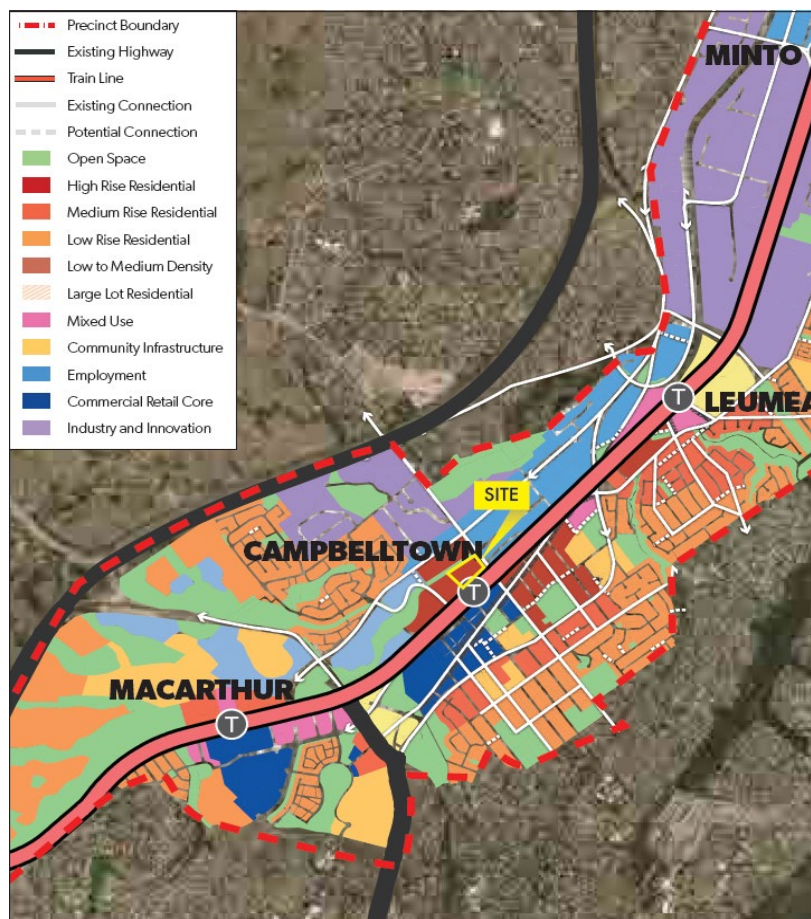 Precinct Boundary
Existing Highway
Train Line
Existing Connection
Potential Connection
Open Space
High Rise Residential
Medium Rise Residential
Low Rise Residential
Low to Medium Density
Large Lot Residential
Mixed Use
Community Infrastructure
Employment
Commercial Retail Core
Industry and Innovation
MINTO
T
LEUMEA
SITE
CAMPBELLTOWN
T
MACARTHUR
T